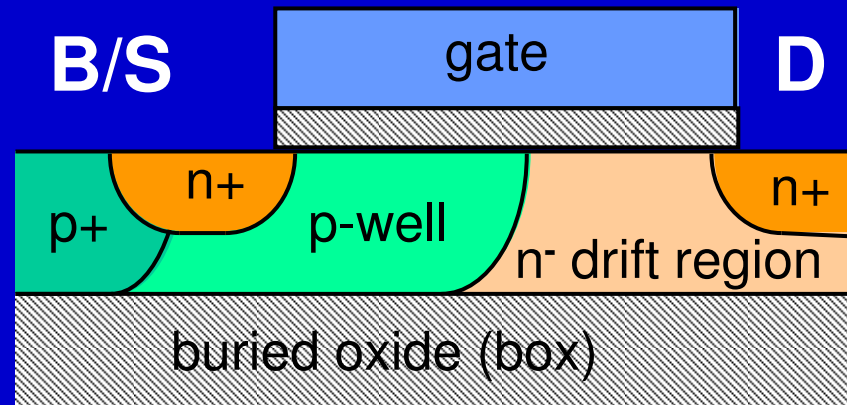 B/S
gate
D
p+
n+
p-well
n- drift region
n+
buried oxide (box)